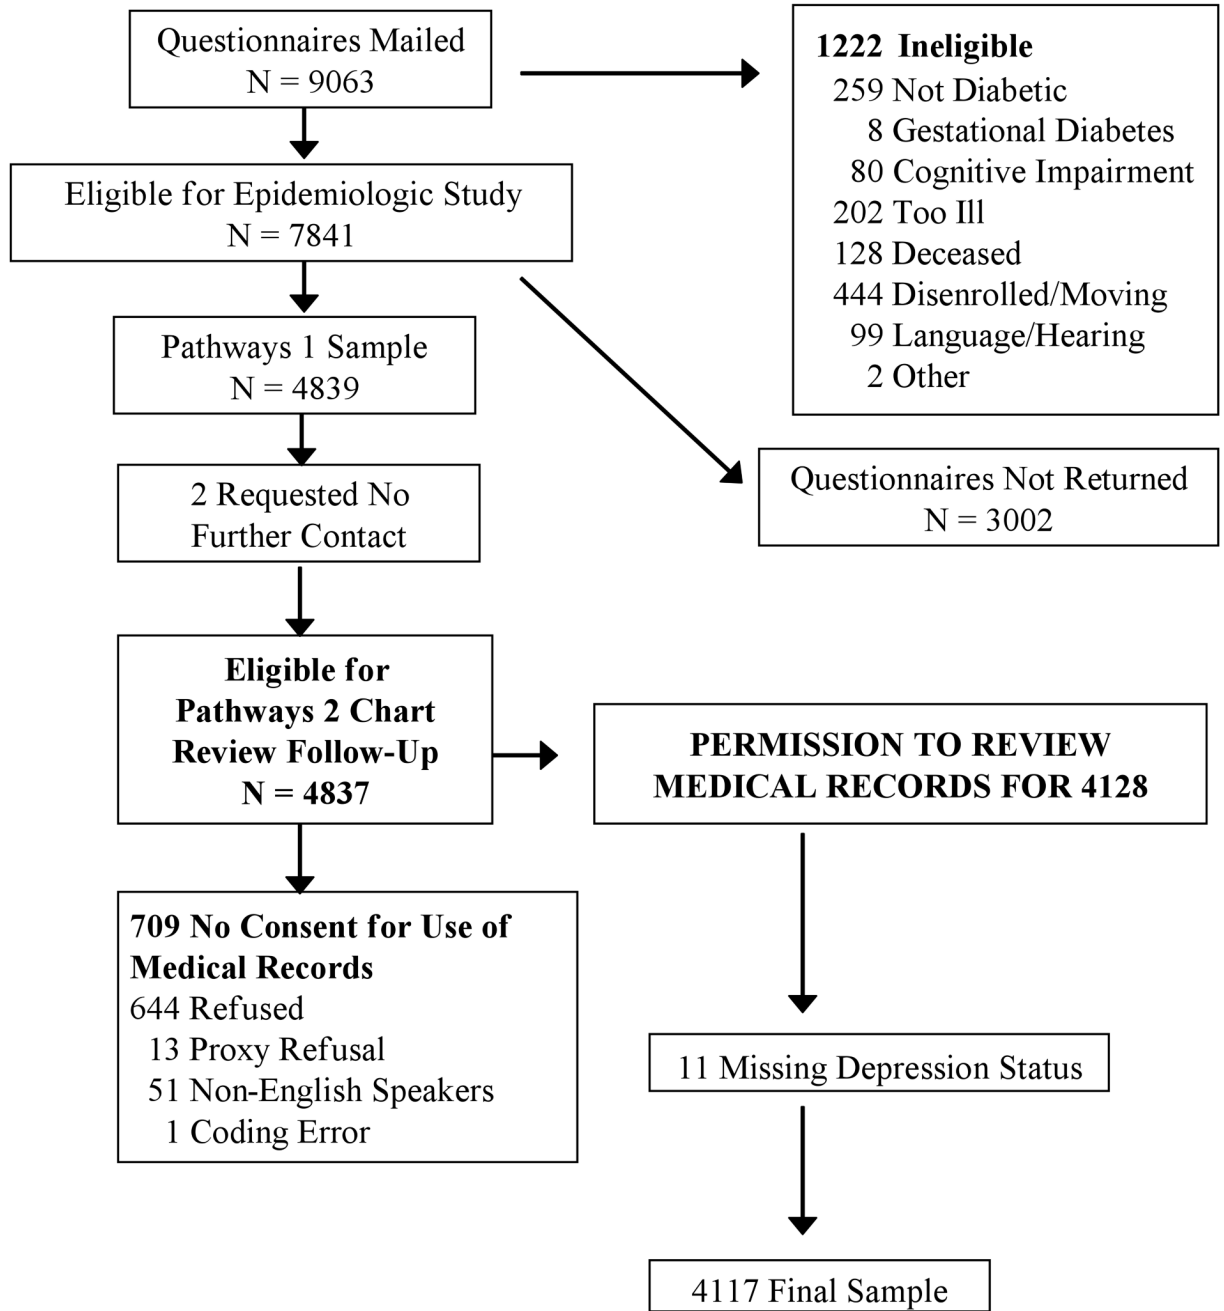 Questionnaires Mailed
N = 9063
1222 Ineligible
259 Not Diabetic
8 Gestational Diabetes
80 Cognitive Impairment
202 Too Ill
128 Deceased
444 Disenrolled/Moving
99 Language/Hearing
2 Other
Eligible for Epidemiologic Study
N = 7841
Pathways 1 Sample
N = 4839
Questionnaires Not Returned
N = 3002
2 Requested No
Further Contact
Eligible for
Pathways 2 Chart
Review Follow-Up
N = 4837
PERMISSION TO REVIEW
MEDICAL RECORDS FOR 4128
709 No Consent for Use of
Medical Records
644 Refused
13 Proxy Refusal
51 Non-English Speakers
1 Coding Error
11 Missing Depression Status
4117 Final Sample